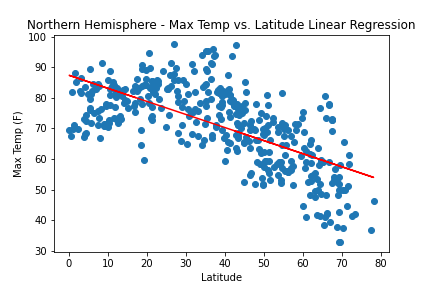 Northern Hemisphere - Max Temp vs. Latitude Linear Regression
100
90
80
70
60
50
40
30
Max Temp (F)
0 10 20 30 40 50 60 70 80
Latitude